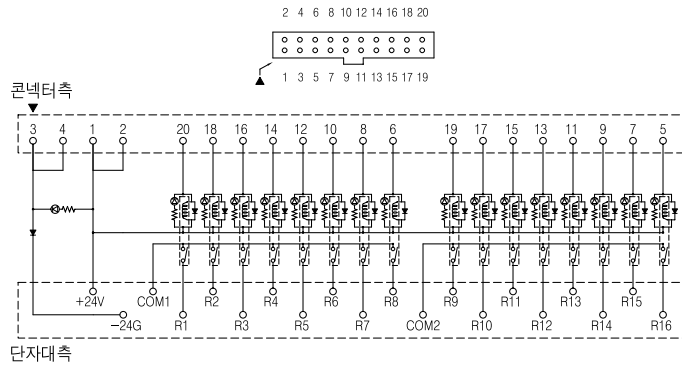 2 4 6 8 10 12 14 16 18 20
1 3 5 7 9 11 13 15 17 19
콘넥터측
3 4 1 2 20 18 16 14 12 10 8 6 19 17 15 13 11 9 7 5
+24V COM1 R2 R4 R6 R8 R9 R11 R13 R15
−24G R1 R3 R5 R7 COM2 R10 R12 R14 R16
단자대측